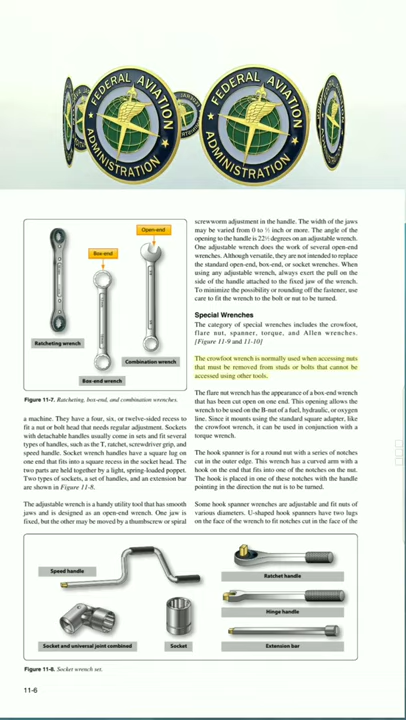 FEDERAL AVIATION
ADMINISTRATION
FEDERAL AVIATION
ADMINISTRATION
Open-end
Box-end
Ratcheting wrench
Combination wrench
Box-end wrench
Figure 11-7. Ratcheting, box-end, and combination wrenches.
a machine. They have a four, six, or twelve-sided recess to
fit a nut or bolt head that needs regular adjustment. Sockets
with detachable handles usually come in sets and fit several
types of handles, such as the T, ratchet, screwdriver grip, and
speed handle. Socket wrench handles have a square lug on
one end that fits into a square recess in the socket head. The
two parts are held together by a light, spring-loaded poppet.
Two types of sockets, a set of handles, and an extension bar
are shown in Figure 11-8.
The adjustable wrench is a handy utility tool that has smooth
jaws and is designed as an open-end wrench. One jaw is
fixed, but the other may be moved by a thumbscrew or spiral
screwworm adjustment in the handle. The width of the jaws
may be varied from 0 to ½ inch or more. The angle of the
opening to the handle is 22½ degrees on an adjustable wrench.
One adjustable wrench does the work of several open-end
wrenches. Although versatile, they are not intended to replace
the standard open-end, box-end, or socket wrenches. When
using any adjustable wrench, always exert the pull on the
side of the handle attached to the fixed jaw of the wrench.
To minimize the possibility or rounding off the fastener, use
care to fit the wrench to the bolt or nut to be turned.
Special Wrenches
The category of special wrenches includes the crowfoot,
flare nut, spanner, torque, and Allen wrenches.
[Figure 11-9 and 11-10]
The crowfoot wrench is normally used when accessing nuts
that must be removed from studs or bolts that cannot be
accessed using other tools.
The flare nut wrench has the appearance of a box-end wrench
that has been cut open on one end. This opening allows the
wrench to be used on the B-nut of a fuel, hydraulic, or oxygen
line. Since it mounts using the standard square adapter, like
the crowfoot wrench, it can be used in conjunction with a
torque wrench.
The hook spanner is for a round nut with a series of notches
cut in the outer edge. This wrench has a curved arm with a
hook on the end that fits into one of the notches on the nut.
The hook is placed in one of these notches with the handle
pointing in the direction the nut is to be turned.
Some hook spanner wrenches are adjustable and fit nuts of
various diameters. U-shaped hook spanners have two lugs
on the face of the wrench to fit notches cut in the face of the
Speed handle
Ratchet handle
Hinge handle
Socket and universal joint combined
Socket
Extension bar
Figure 11-8. Socket wrench set.
11-6